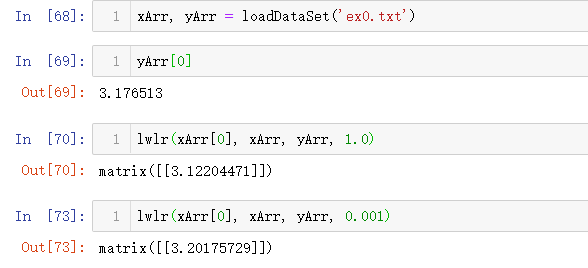 In [68]: 1 xArr, yArr = loadDataSet('ex0.txt')
In [69]: 1 yArr[0]
Out[69]: 3.176513
In [70]: 1 lwlr(xArr[0], xArr, yArr, 1.0)
Out[70]: matrix([[3.12204471]])
In [73]: 1 lwlr(xArr[0], xArr, yArr, 0.001)
Out[73]: matrix([[3.20175729]])